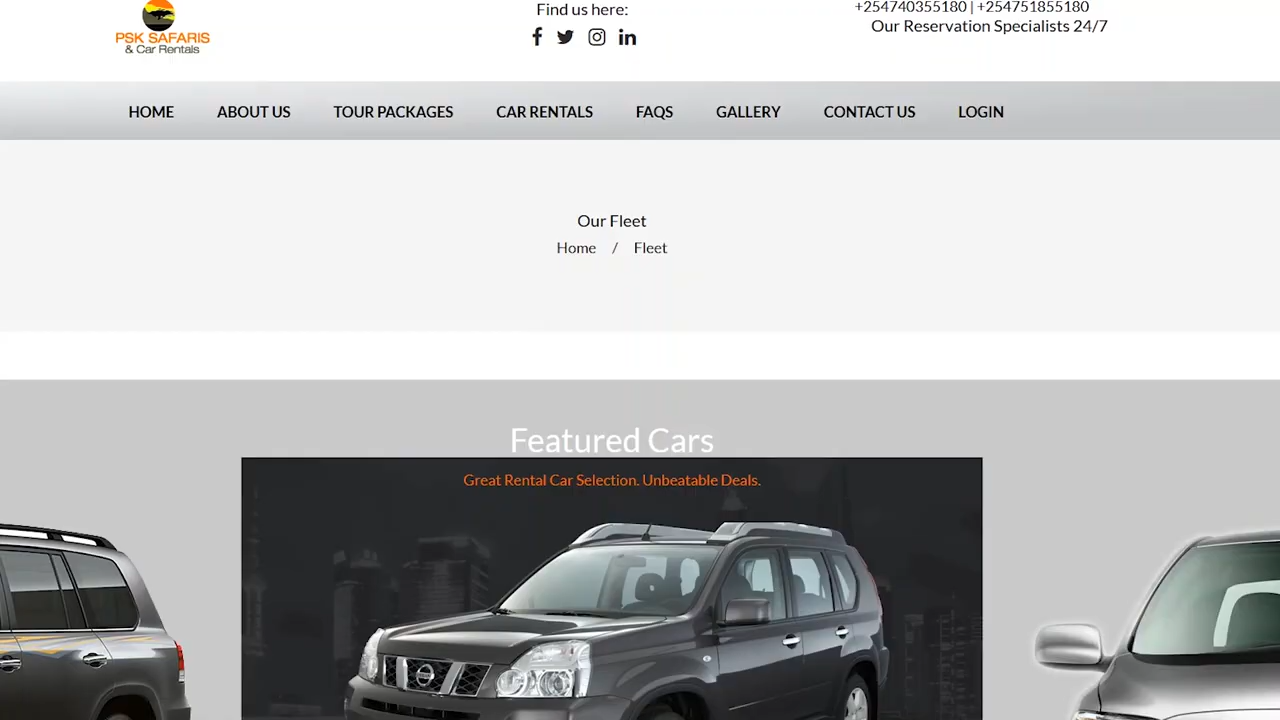 PSK SAFARIS
& Car Rentals
Find us here:
+254740355180 | +254751855180
Our Reservation Specialists 24/7
HOME ABOUT US TOUR PACKAGES CAR RENTALS FAQS GALLERY CONTACT US LOGIN
Our Fleet
Home / Fleet
Featured Cars
Great Rental Car Selection. Unbeatable Deals.